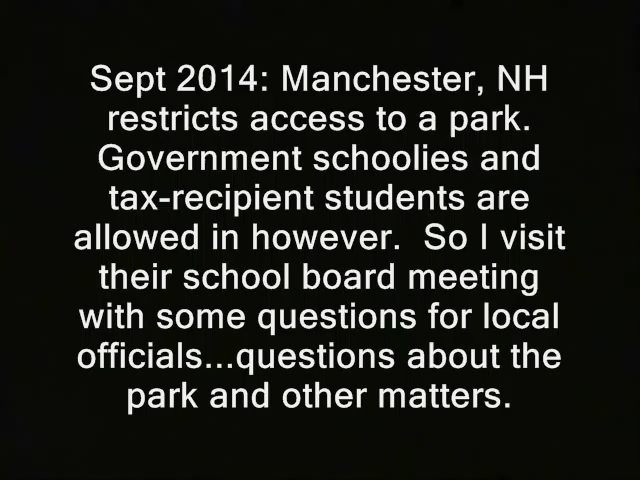 Sept 2014: Manchester, NH
restricts access to a park.
Government schoolies and
tax-recipient students are
allowed in however.  So I visit
their school board meeting
with some questions for local
officials...questions about the
park and other matters.